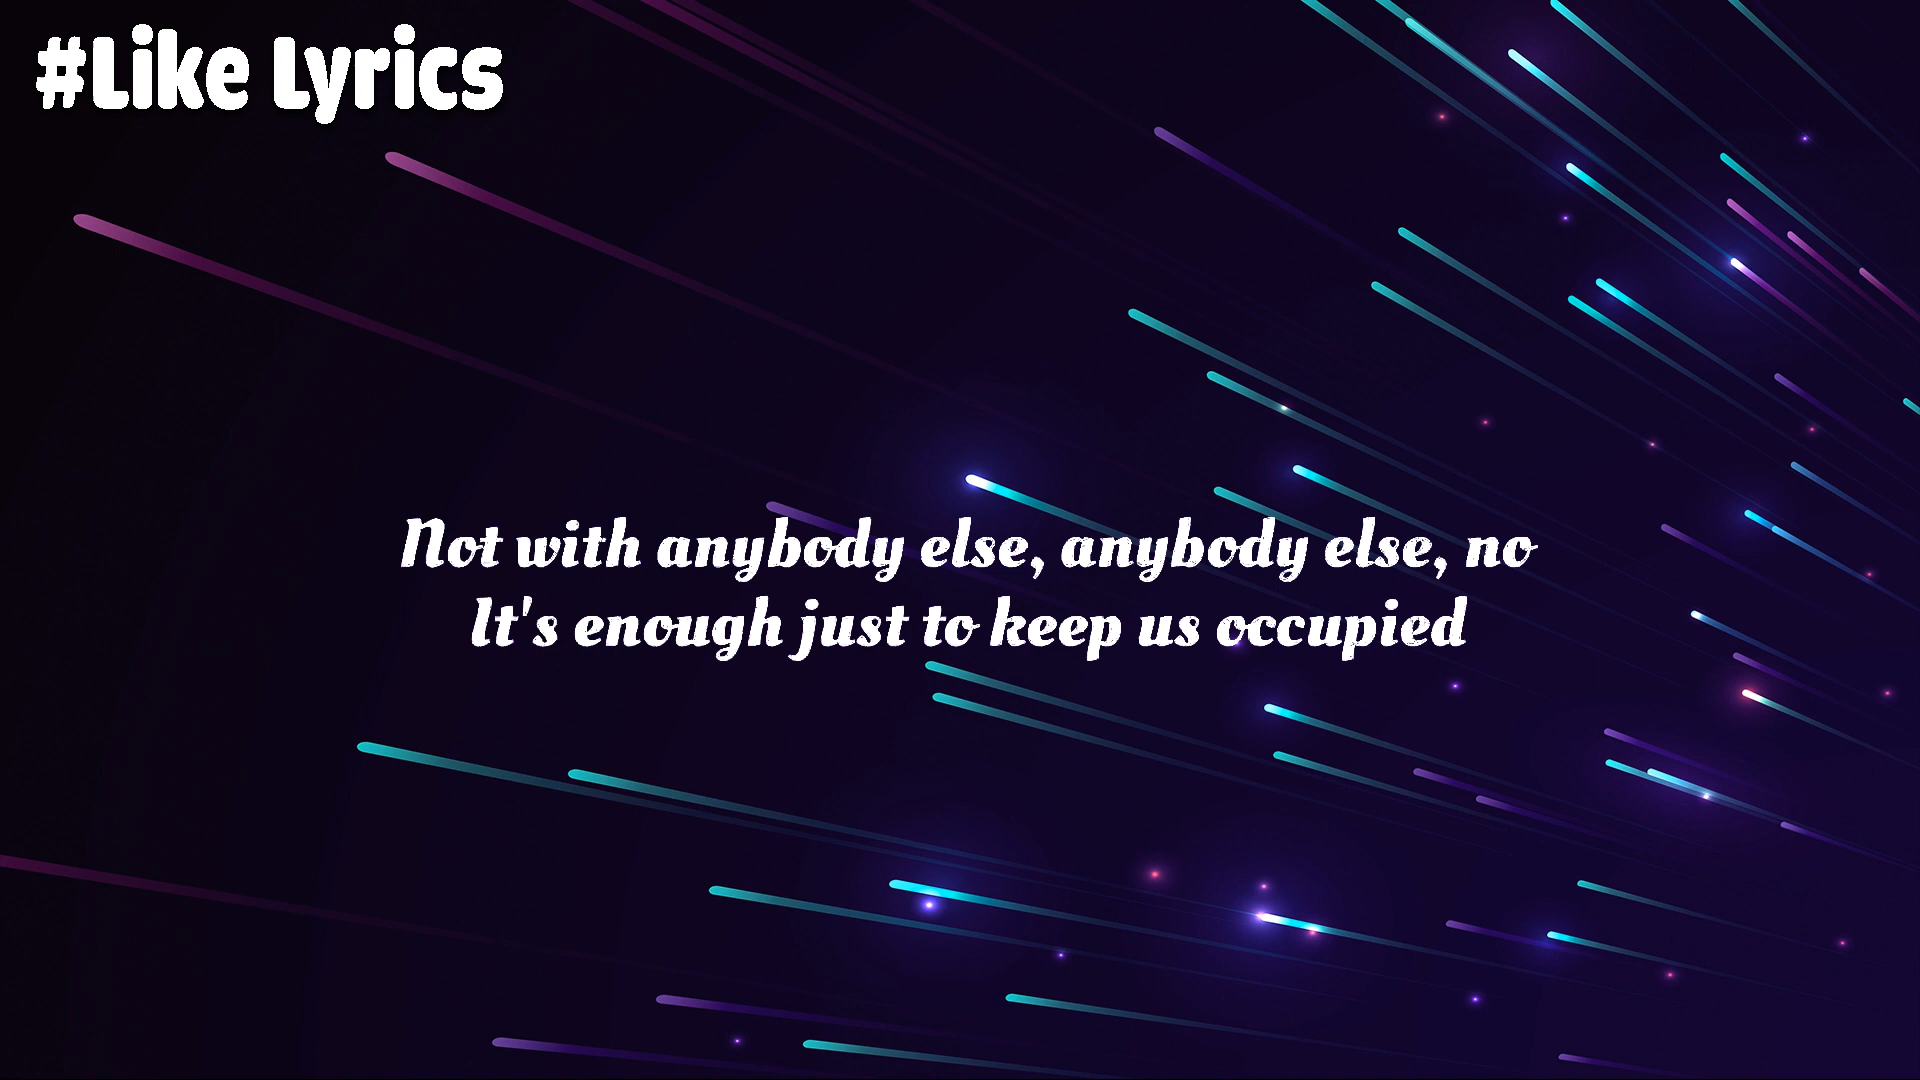 #Like Lyrics
Not with anybody else, anybody else, no
It's enough just to keep us occupied